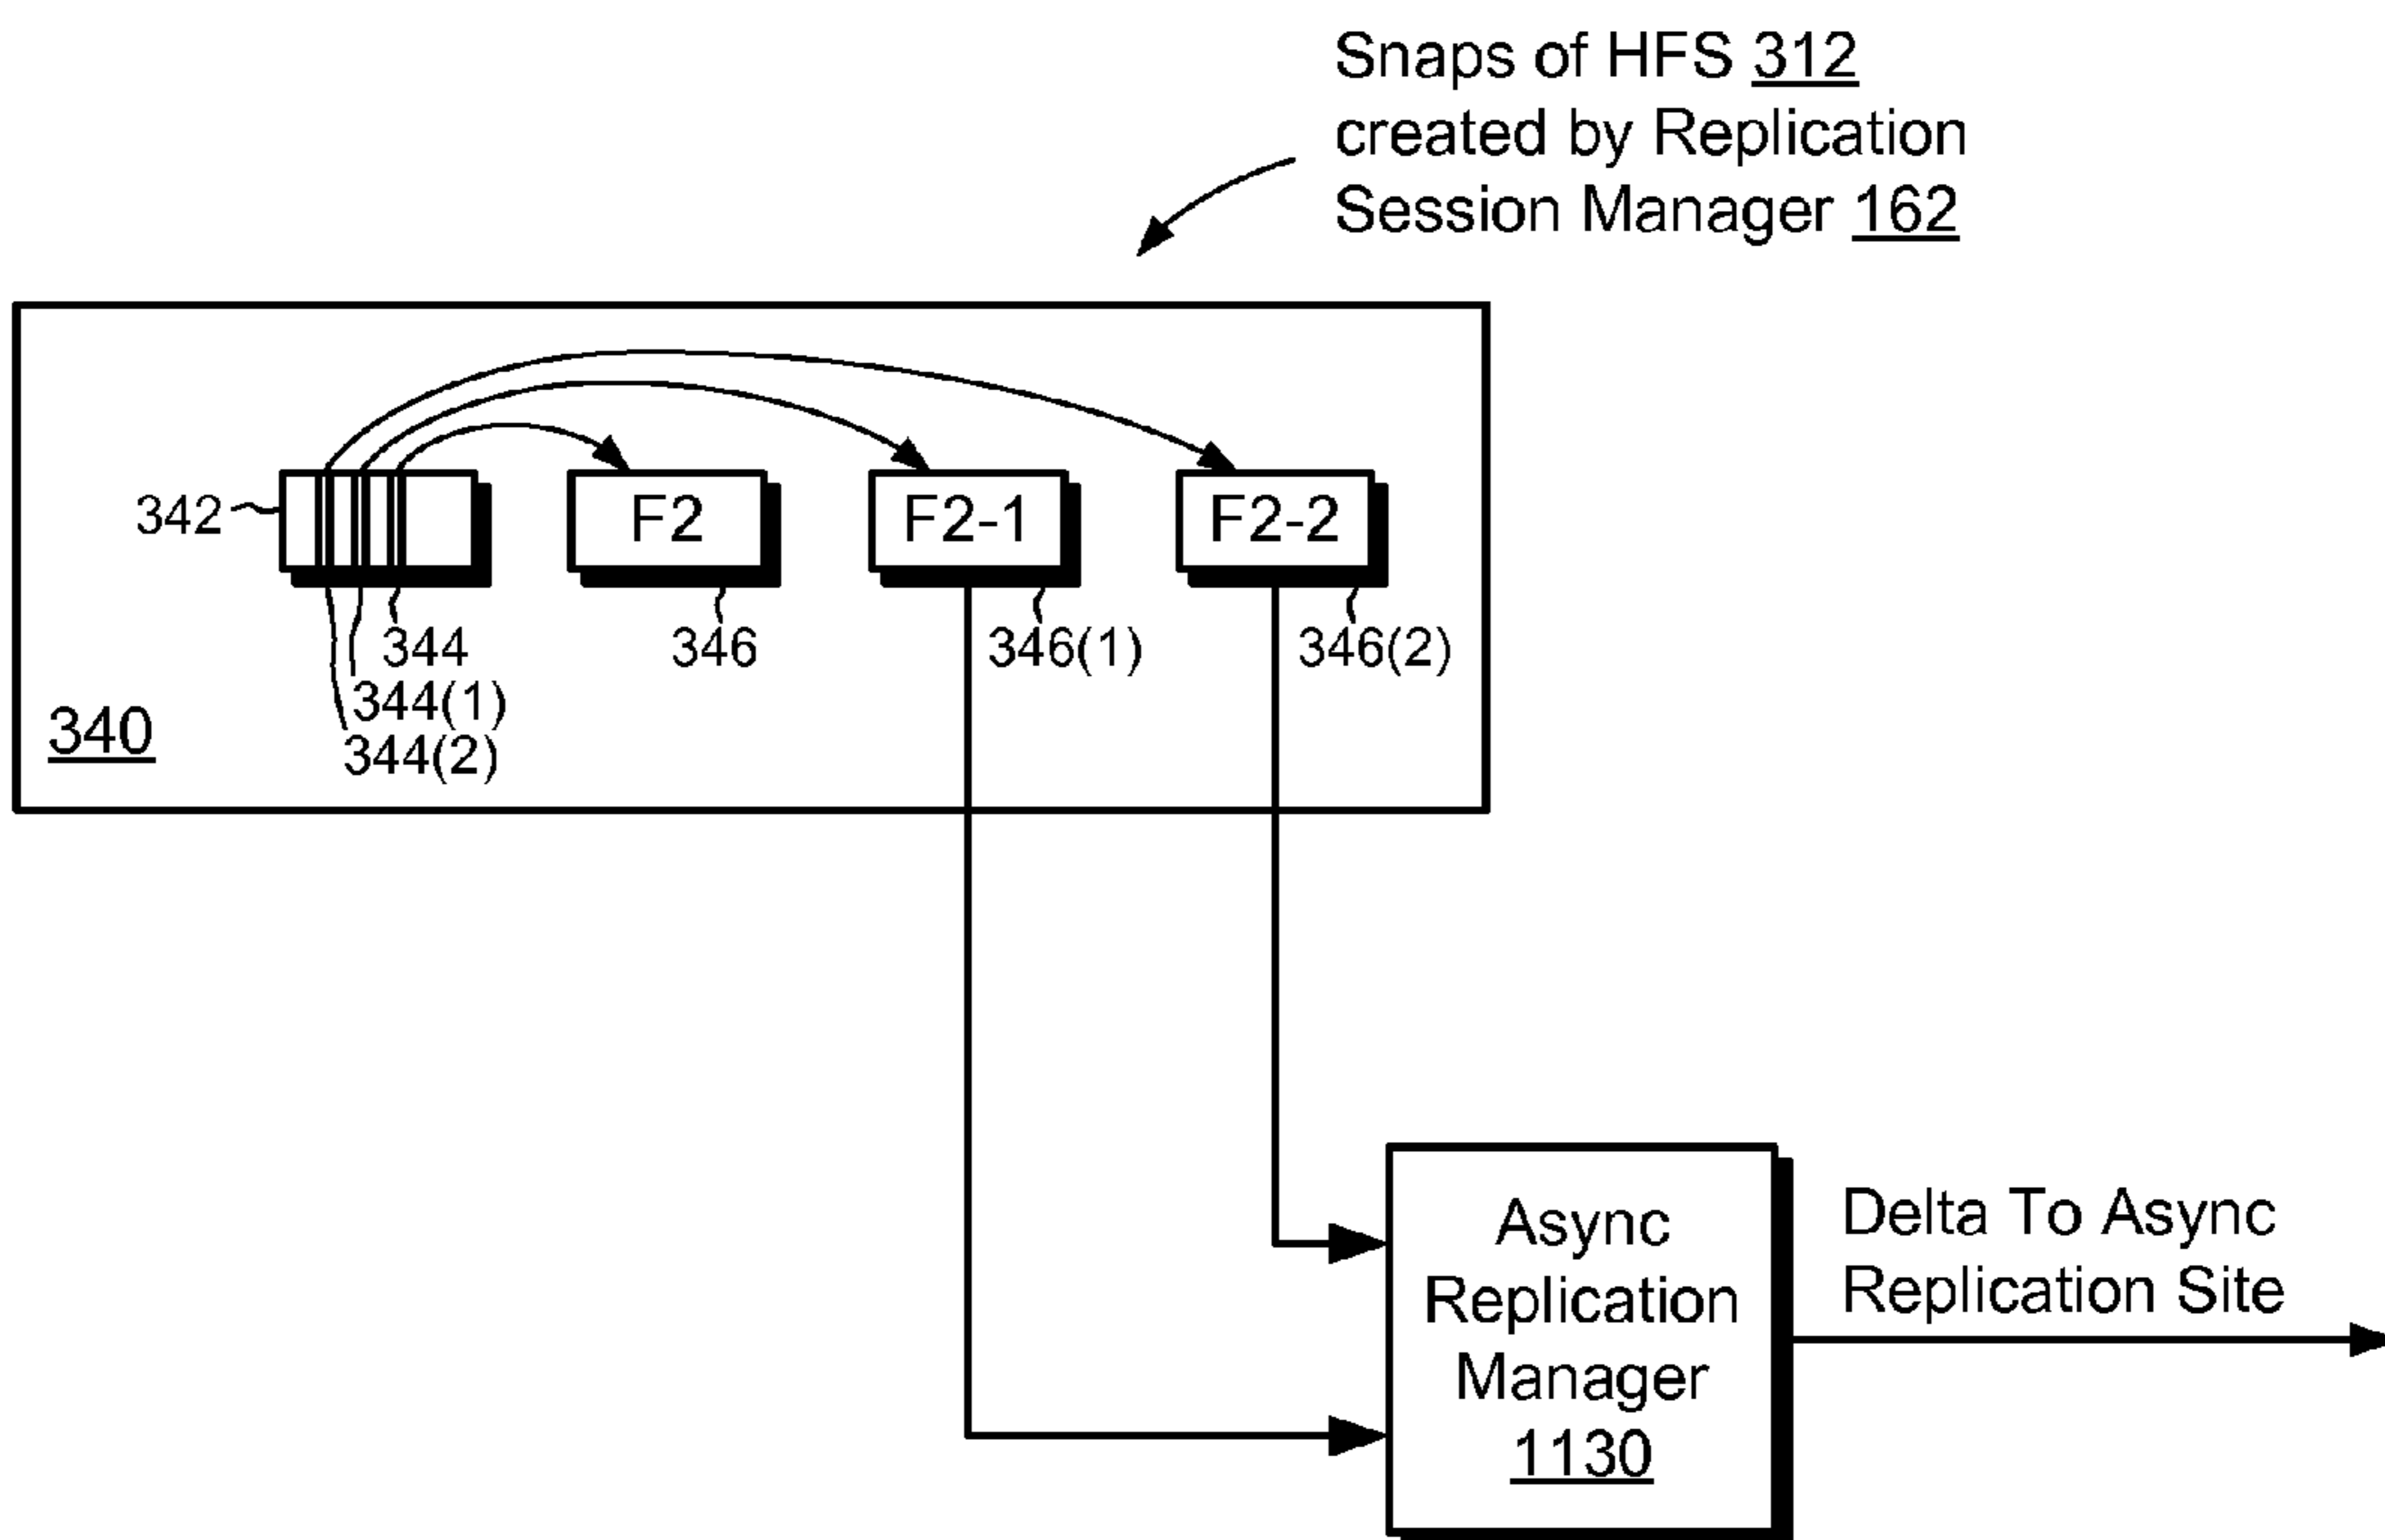 Snaps of HFS 312
created by Replication
Session Manager 162
342
F2
F2-1
F2-2
344
346
346(1)
346(2)
344(1)
344(2)
340
Async
Replication
Manager
1130
Delta To Async
Replication Site